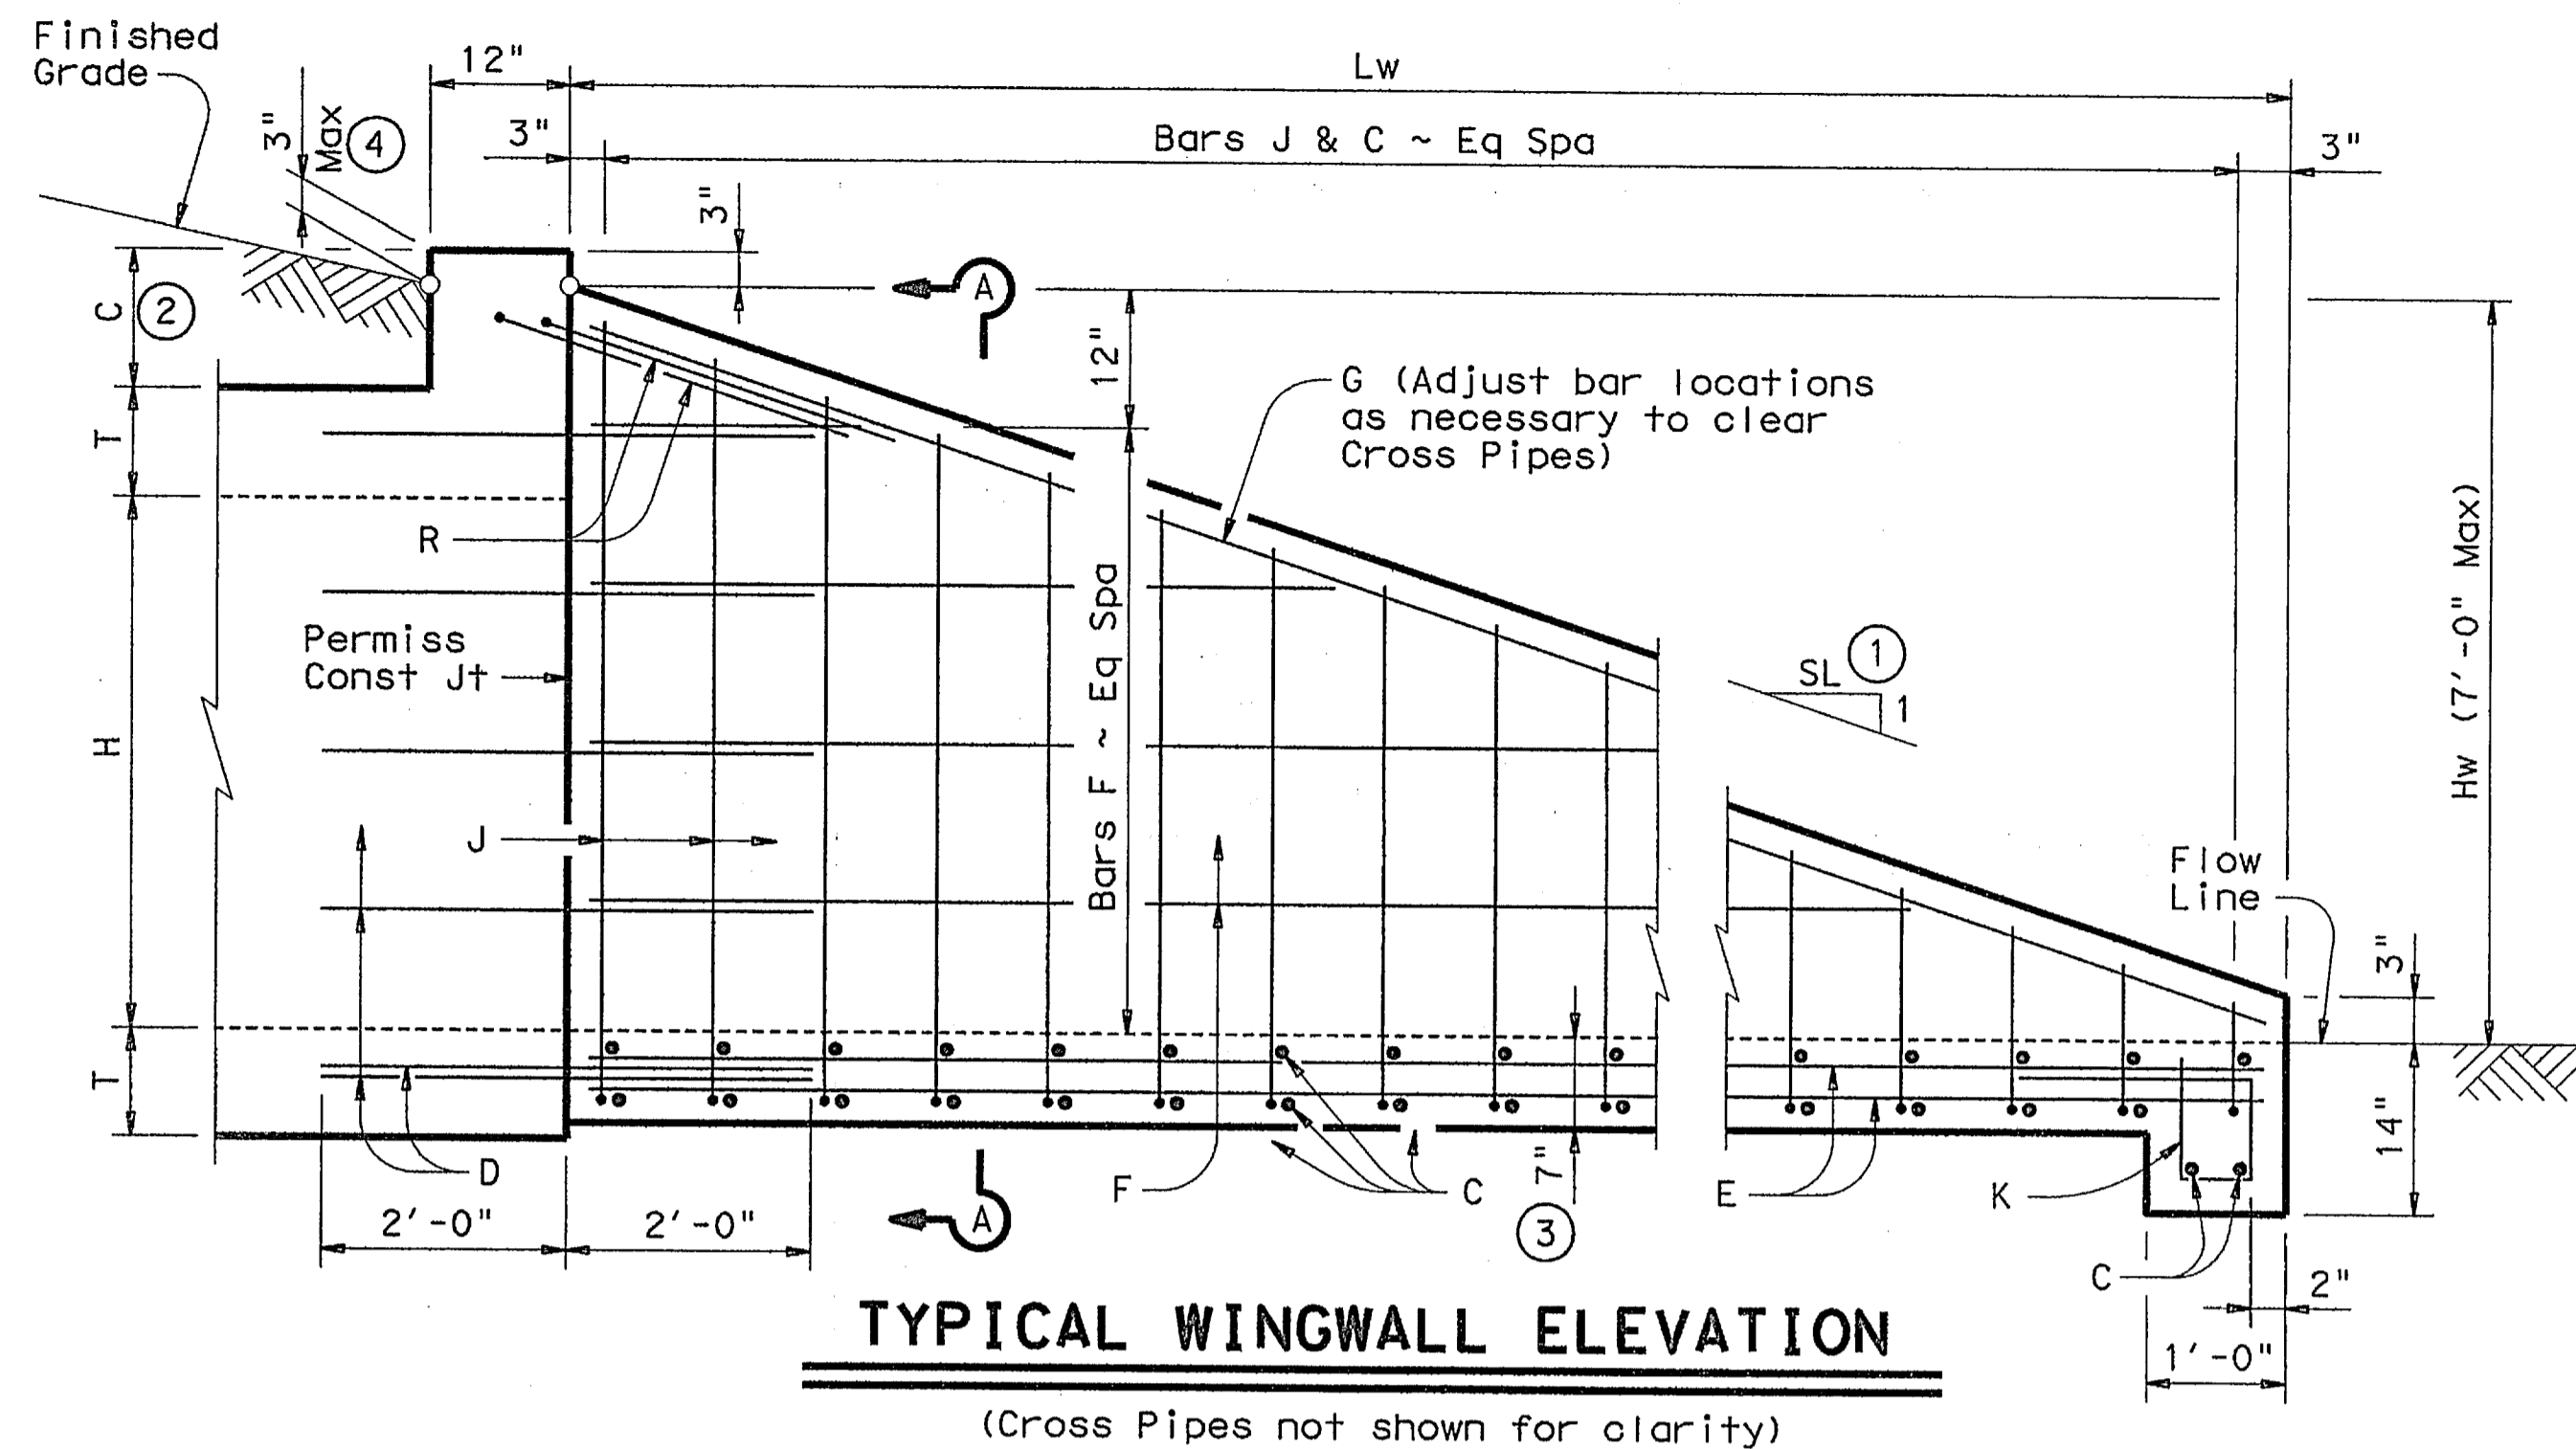 Finished
Grade
12"
Lw
3"
Max
4
3"
Bars J & C ~ Eq Spa
3"
3"
A
C
2
12"
G (Adjust bar locations
as necessary to clear
Cross Pipes)
T
R
Hw (7'-0" Max)
Bars F ~ Eq Spa
Permiss
Const Jt
SL
1
1
H
J
Flow
Line
3"
T
14"
D
F
7"
C
E
K
2'-0"
2'-0"
A
3
C
2"
1'-0"
TYPICAL WINGWALL ELEVATION
(Cross Pipes not shown for clarity)